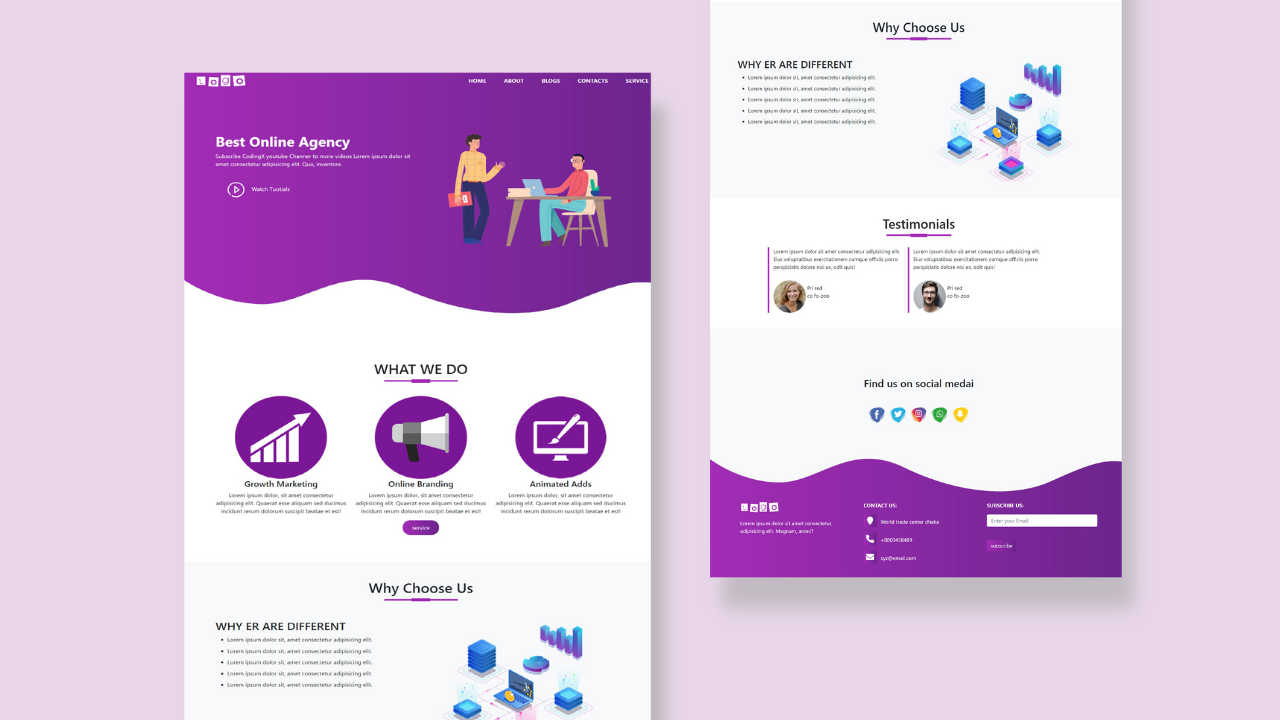 LOGO
HOME ABOUT BLOGS CONTACTS SERVICE
Best Online Agency
Subscribe CodingX youtube Channer to more videos Lorem ipsum dolor sit
amet consectetur adipisicing elit. Quo, inventore.
Watch Tuotials
WHAT WE DO
Growth Marketing
Lorem ipsum dolor, sit amet consectetur
adipisicing elit. Quaerat esse aliquam sed ducimus
incidunt rerum dolorum suscipit beatae et est!
Online Branding
Lorem ipsum dolor, sit amet consectetur
adipisicing elit. Quaerat esse aliquam sed ducimus
incidunt rerum dolorum suscipit beatae et est!
Animated Adds
Lorem ipsum dolor, sit amet consectetur
adipisicing elit. Quaerat esse aliquam sed ducimus
incidunt rerum dolorum suscipit beatae et est!
service
Why Choose Us
WHY ER ARE DIFFERENT
Lorem ipsum dolor sit, amet consectetur adipisicing elit.
Lorem ipsum dolor sit, amet consectetur adipisicing elit.
Lorem ipsum dolor sit, amet consectetur adipisicing elit.
Lorem ipsum dolor sit, amet consectetur adipisicing elit.
Lorem ipsum dolor sit, amet consectetur adipisicing elit.
Why Choose Us
WHY ER ARE DIFFERENT
Lorem ipsum dolor sit, amet consectetur adipisicing elit.
Lorem ipsum dolor sit, amet consectetur adipisicing elit.
Lorem ipsum dolor sit, amet consectetur adipisicing elit.
Lorem ipsum dolor sit, amet consectetur adipisicing elit.
Lorem ipsum dolor sit, amet consectetur adipisicing elit.
Testimonials
Lorem ipsum dolor sit amet consectetur adipisicing elit.
Eius voluptatibus exercitationem cumque officiis porro
perspiciatis dolore nisi ex, odit quis!
Pri sed
co fo-zoo
Lorem ipsum dolor sit amet consectetur adipisicing elit.
Eius voluptatibus exercitationem cumque officiis porro
perspiciatis dolore nisi ex, odit quis!
Pri sed
co fo-zoo
Find us on social medai
LOGO
Lorem ipsum dolor sit amet consectetur,
adipisicing elit. Magnam, animi?
CONTACT US:
World trade center dhaka
+8803458489
xyz@email.com
SUBSCRIBE US:
Enter your Email
subscribe